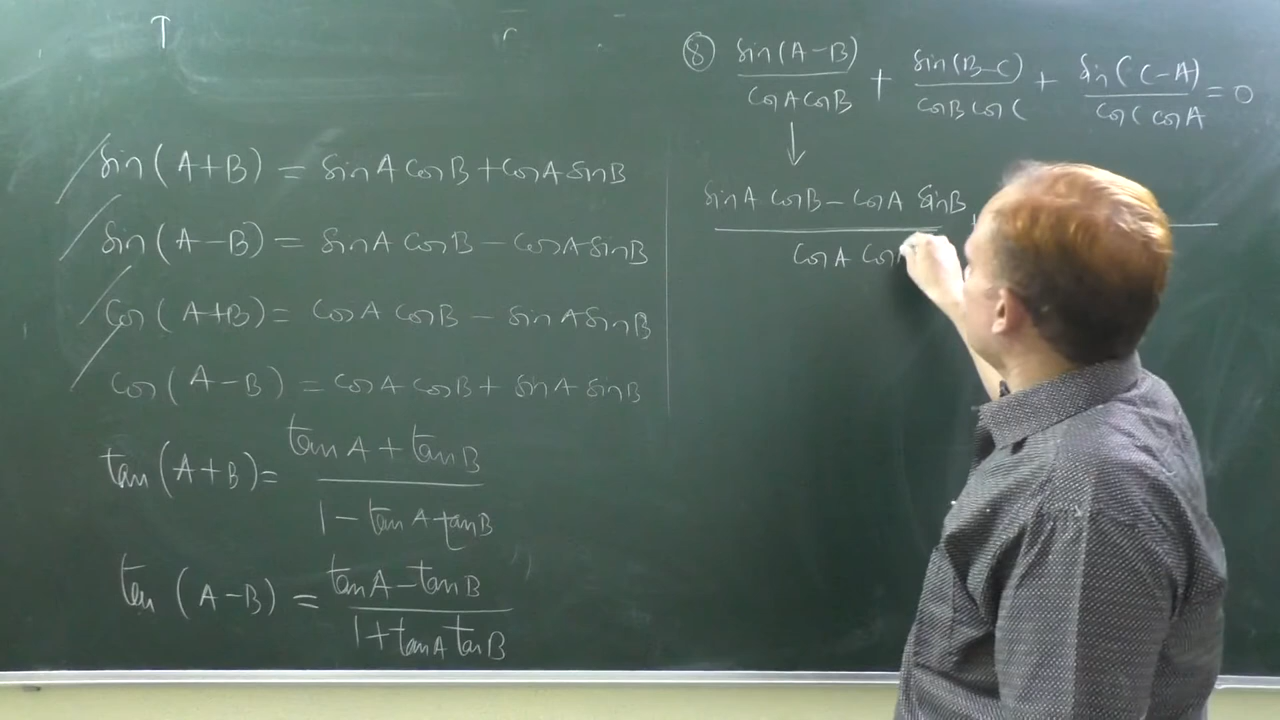 sin(A+B) = sinA cosB + cosA sinB
sin(A-B) = sinA cosB - cosA sinB
cos(A+B) = cosA cosB - sinA sinB
cos(A-B) = cosA cosB + sinA sinB
tan(A+B) = tanA + tanB
1 - tanA tanB
tan(A-B) = tanA - tanB
1 + tanA tanB
8 sin(A-B) + sin(B-C) + sin(C-A) = 0
cosA cosB cosB cosC cosC cosA
sinA cosB - cosA sinB
cosA cos